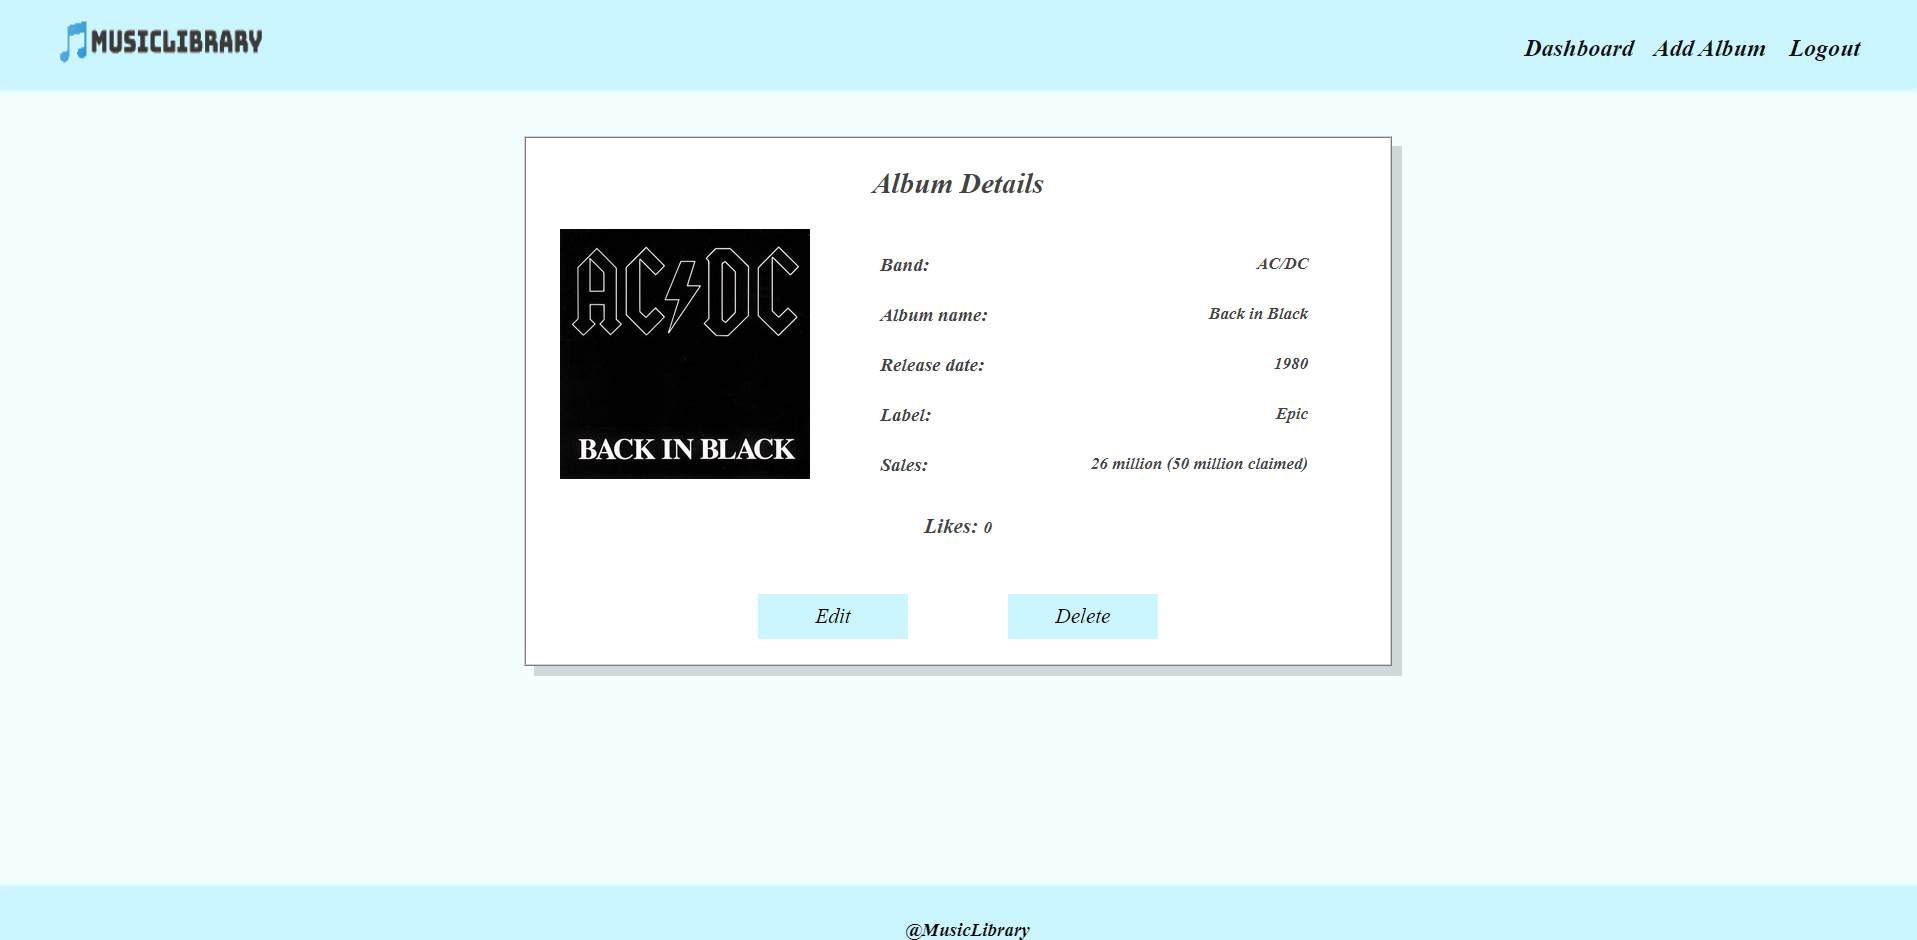 MUSICLIBRARY
Dashboard Add Album Logout
Album Details
AC/DC
BACK IN BLACK
Band: AC/DC
Album name: Back in Black
Release date: 1980
Label: Epic
Sales: 26 million (50 million claimed)
Likes: 0
Edit Delete
@MusicLibrary